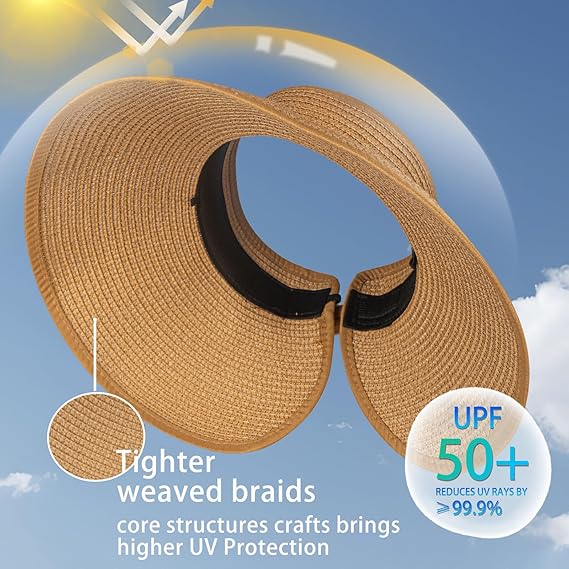 Tighter
weaved braids
core structures crafts brings
higher UV Protection
UPF
50+
REDUCES UV RAYS BY
⩾99.9%